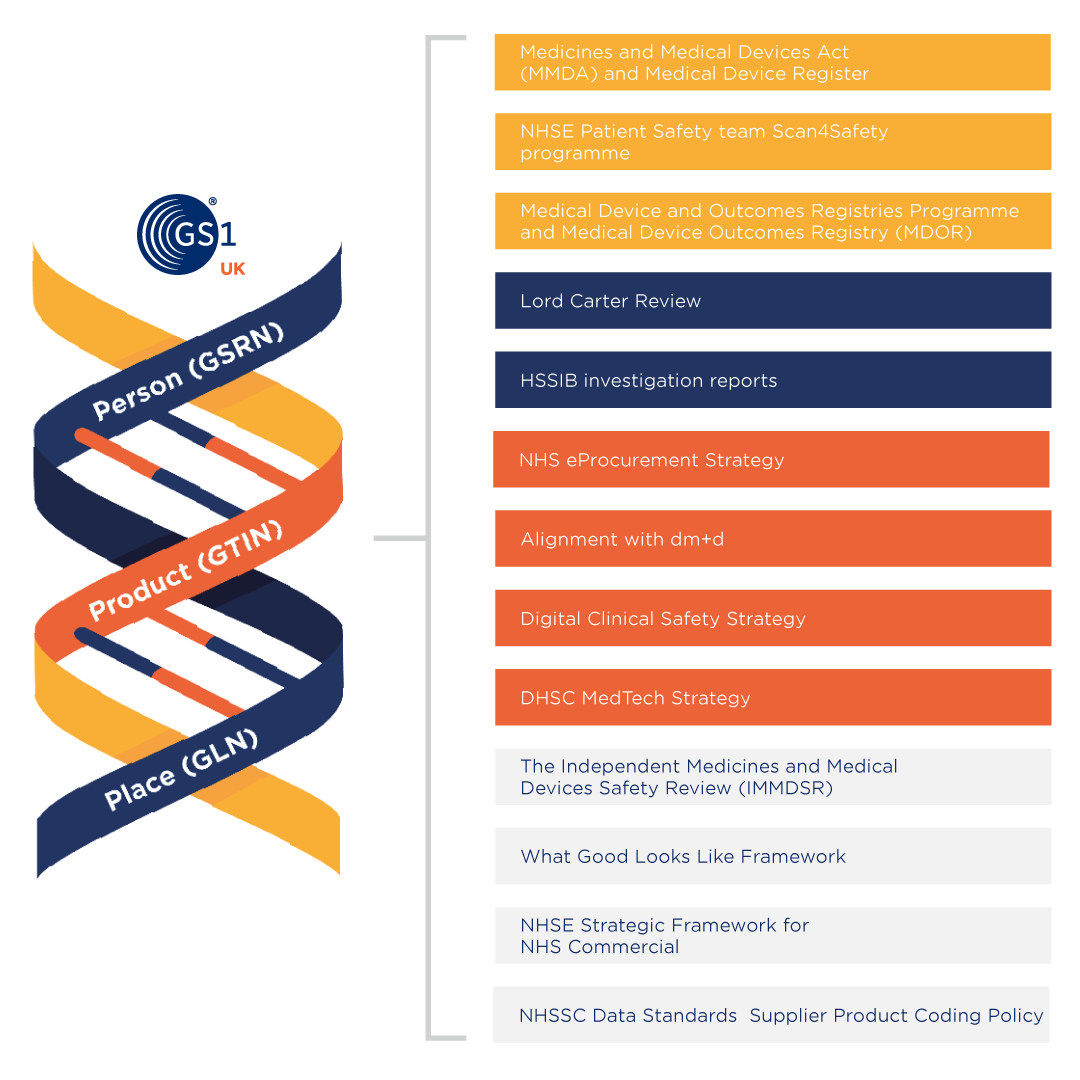 GS1
®
UK
Person (GSRN)
Product (GTIN)
Place (GLN)
Medicines and Medical Devices Act
(MMDA) and Medical Device Register
NHSE Patient Safety team Scan4Safety
programme
Medical Device and Outcomes Registries Programme
and Medical Device Outcomes Registry (MDOR)
Lord Carter Review
HSSIB investigation reports
NHS eProcurement Strategy
Alignment with dm+d
Digital Clinical Safety Strategy
DHSC MedTech Strategy
The Independent Medicines and Medical
Devices Safety Review (IMMDSR)
What Good Looks Like Framework
NHSE Strategic Framework for
NHS Commercial
NHSSC Data Standards  Supplier Product Coding Policy